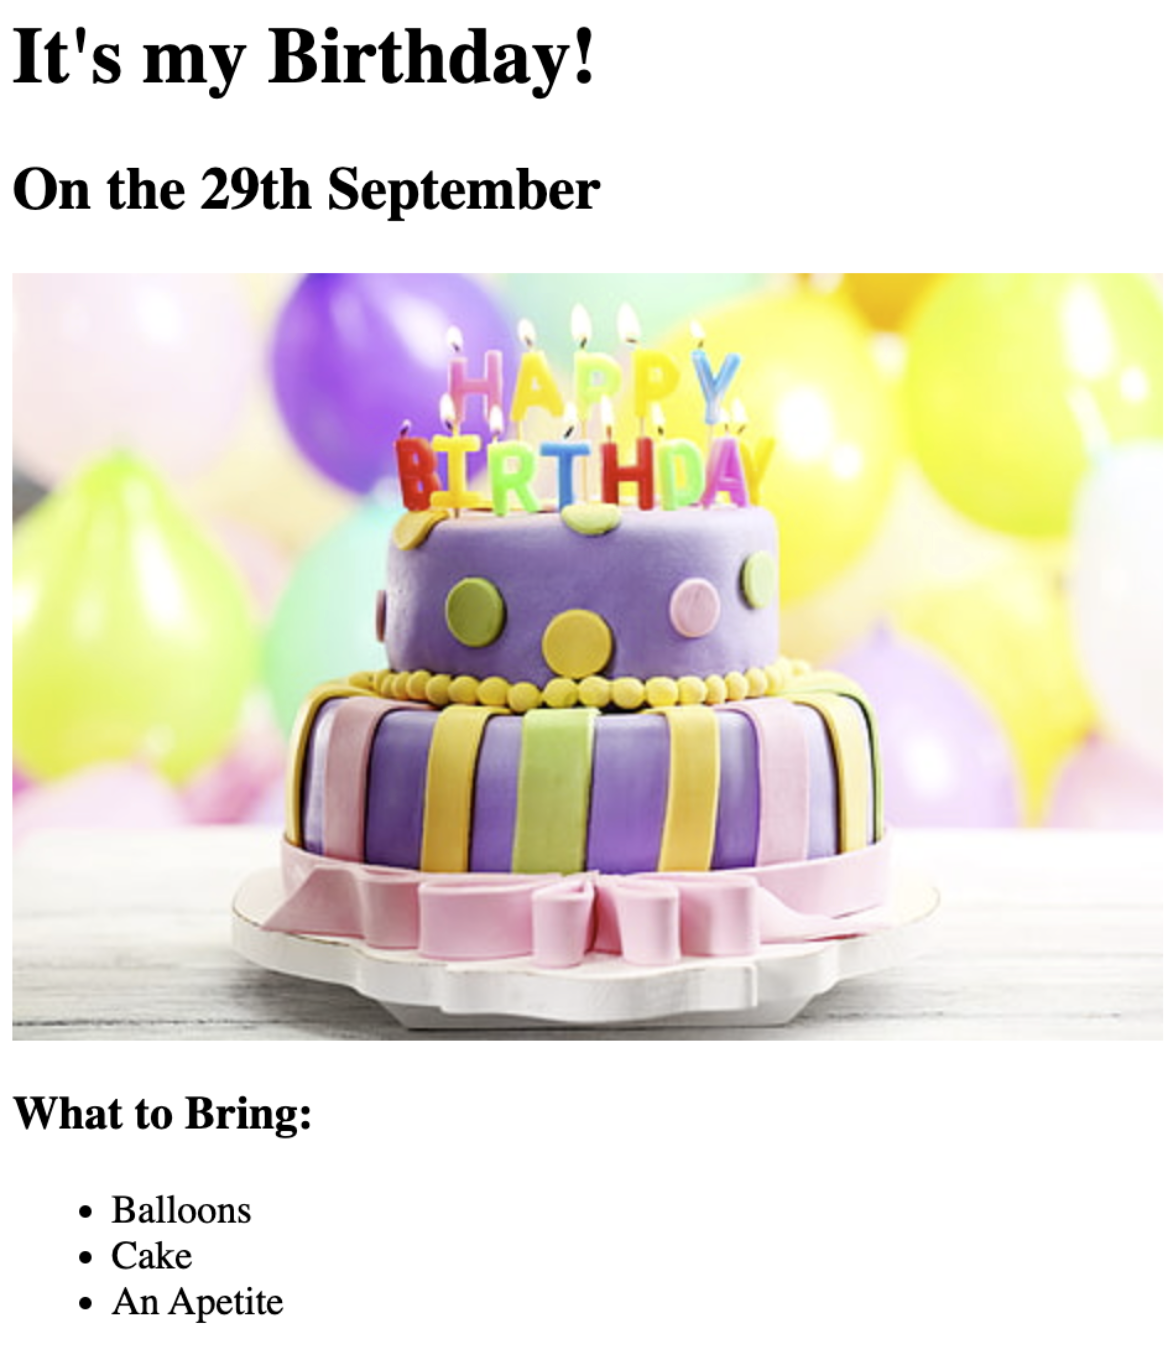 It's my Birthday!
On the 29th September
HAPPY
BIRTHDAY
What to Bring:
Balloons
Cake
An Apetite